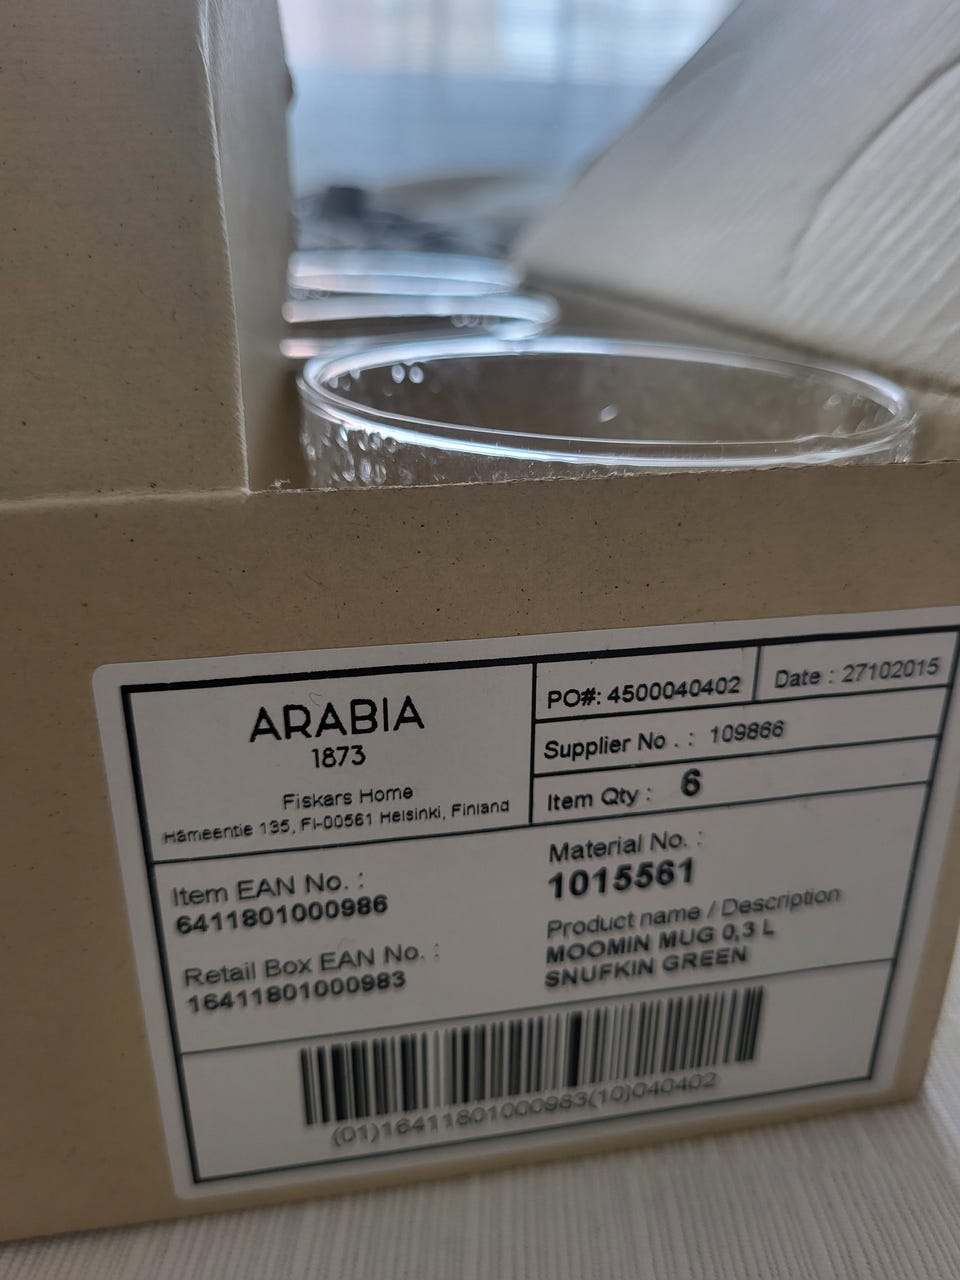 ARABIA
1873
Fiskars Home
Hämeentie 135, FI-00561 Helsinki, Finland
PO#: 4500040402
Date : 27102015
Supplier No . : 109866
Item Qty : 6
Item EAN No. :
6411801000986
Retail Box EAN No. :
16411801000983
Material No. :
1015561
Product name / Description
MOOMIN MUG 0,3 L
SNUFKIN GREEN
(01)16411801000983(10)040402